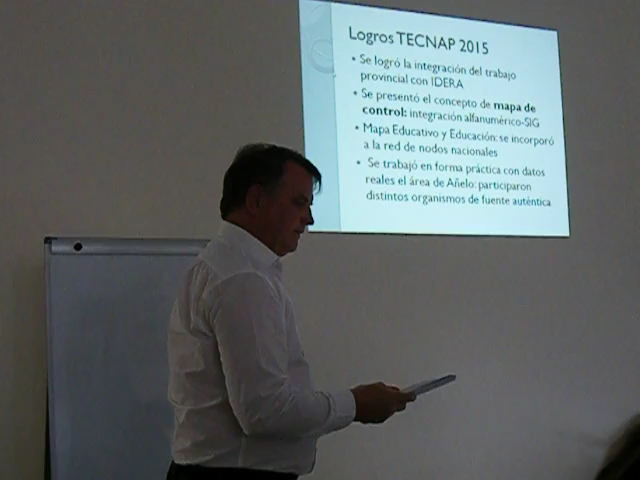 Logros TECNAP 2015
• Se logró la integración del trabajo
provincial con IDERA
• Se presentó el concepto de mapa de
control: integración alfanumérico-SIG
• Mapa Educativo y Educación: se incorporó
a la red de nodos nacionales
• Se trabajó en forma práctica con datos
reales el área de Añelo: participaron
distintos organismos de fuente auténtica